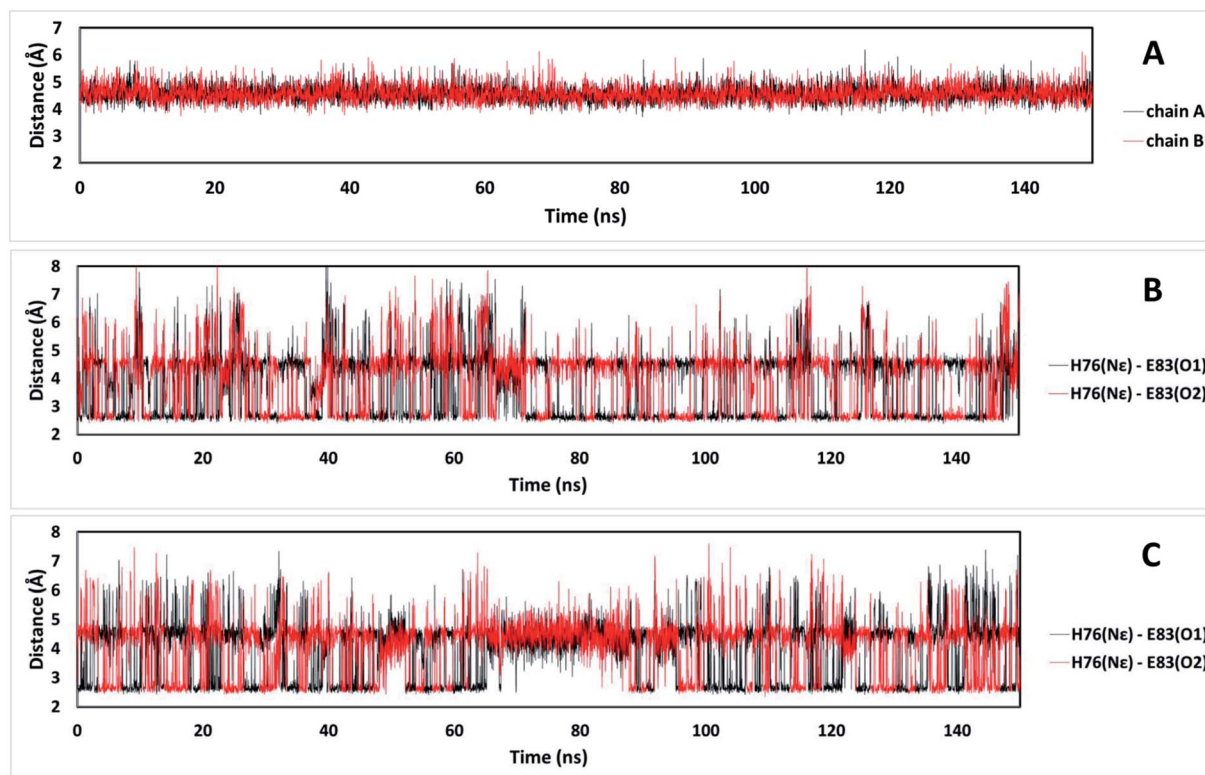 7
6
5
4
3
2
Distance (Å)
0 20 40 60 80 100 120 140
Time (ns)
A
chain A
chain B
8
7
6
5
4
3
2
Distance (Å)
0 20 40 60 80 100 120 140
Time (ns)
B
H76(Nε) - E83(O1)
H76(Nε) - E83(O2)
8
7
6
5
4
3
2
Distance (Å)
0 20 40 60 80 100 120 140
Time (ns)
C
H76(Nε) - E83(O1)
H76(Nε) - E83(O2)